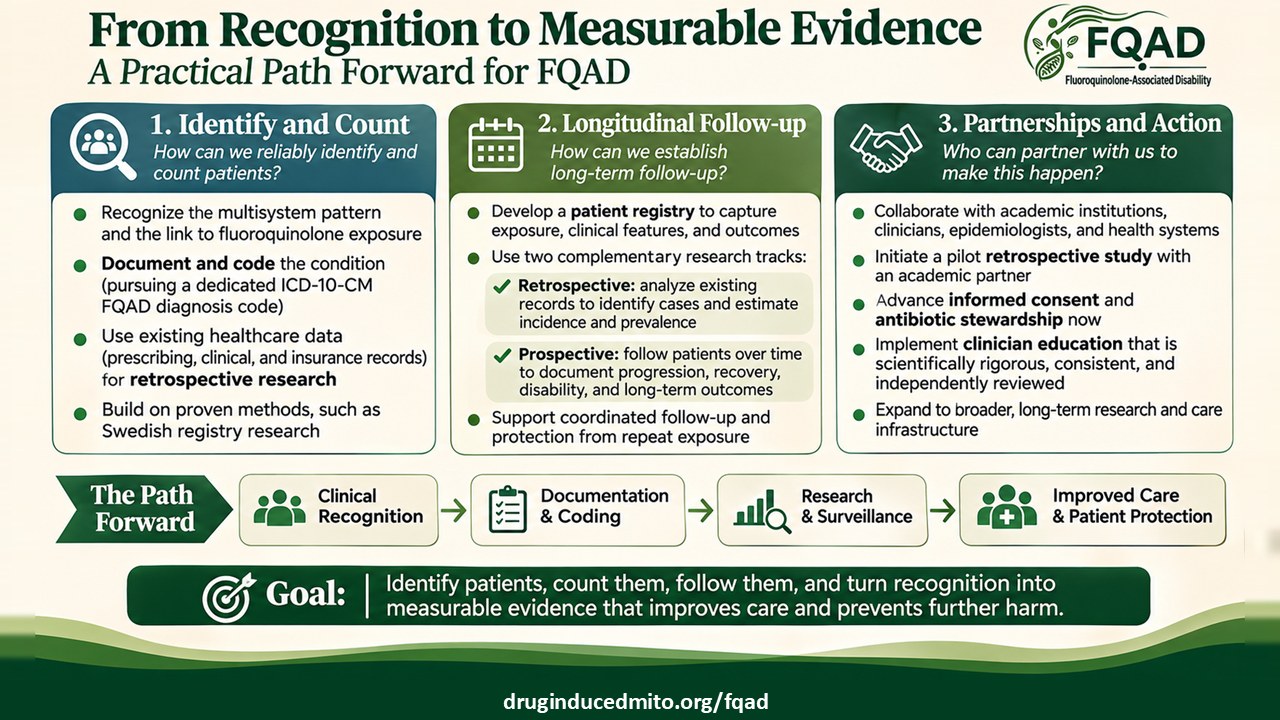 From Recognition to Measurable Evidence
A Practical Path Forward for FQAD
FQAD
Fluoroquinolone-Associated Disability
1. Identify and Count
How can we reliably identify and
count patients?
Recognize the multisystem pattern
and the link to fluoroquinolone exposure
Document and code the condition
(pursuing a dedicated ICD-10-CM
FQAD diagnosis code)
Use existing healthcare data
(prescribing, clinical, and insurance records)
for retrospective research
Build on proven methods, such as
Swedish registry research
2. Longitudinal Follow-up
How can we establish
long-term follow-up?
Develop a patient registry to capture
exposure, clinical features, and outcomes
Use two complementary research tracks:
Retrospective: analyze existing
records to identify cases and estimate
incidence and prevalence
Prospective: follow patients over time
to document progression, recovery,
disability, and long-term outcomes
Support coordinated follow-up and
protection from repeat exposure
3. Partnerships and Action
Who can partner with us to
make this happen?
Collaborate with academic institutions,
clinicians, epidemiologists, and health systems
Initiate a pilot retrospective study with
an academic partner
Advance informed consent and
antibiotic stewardship now
Implement clinician education that is
scientifically rigorous, consistent, and
independently reviewed
Expand to broader, long-term research and care
infrastructure
The Path
Forward
Clinical
Recognition
Documentation
& Coding
Research
& Surveillance
Improved Care
& Patient Protection
Goal:
Identify patients, count them, follow them, and turn recognition into
measurable evidence that improves care and prevents further harm.
druginducedmito.org/fqad